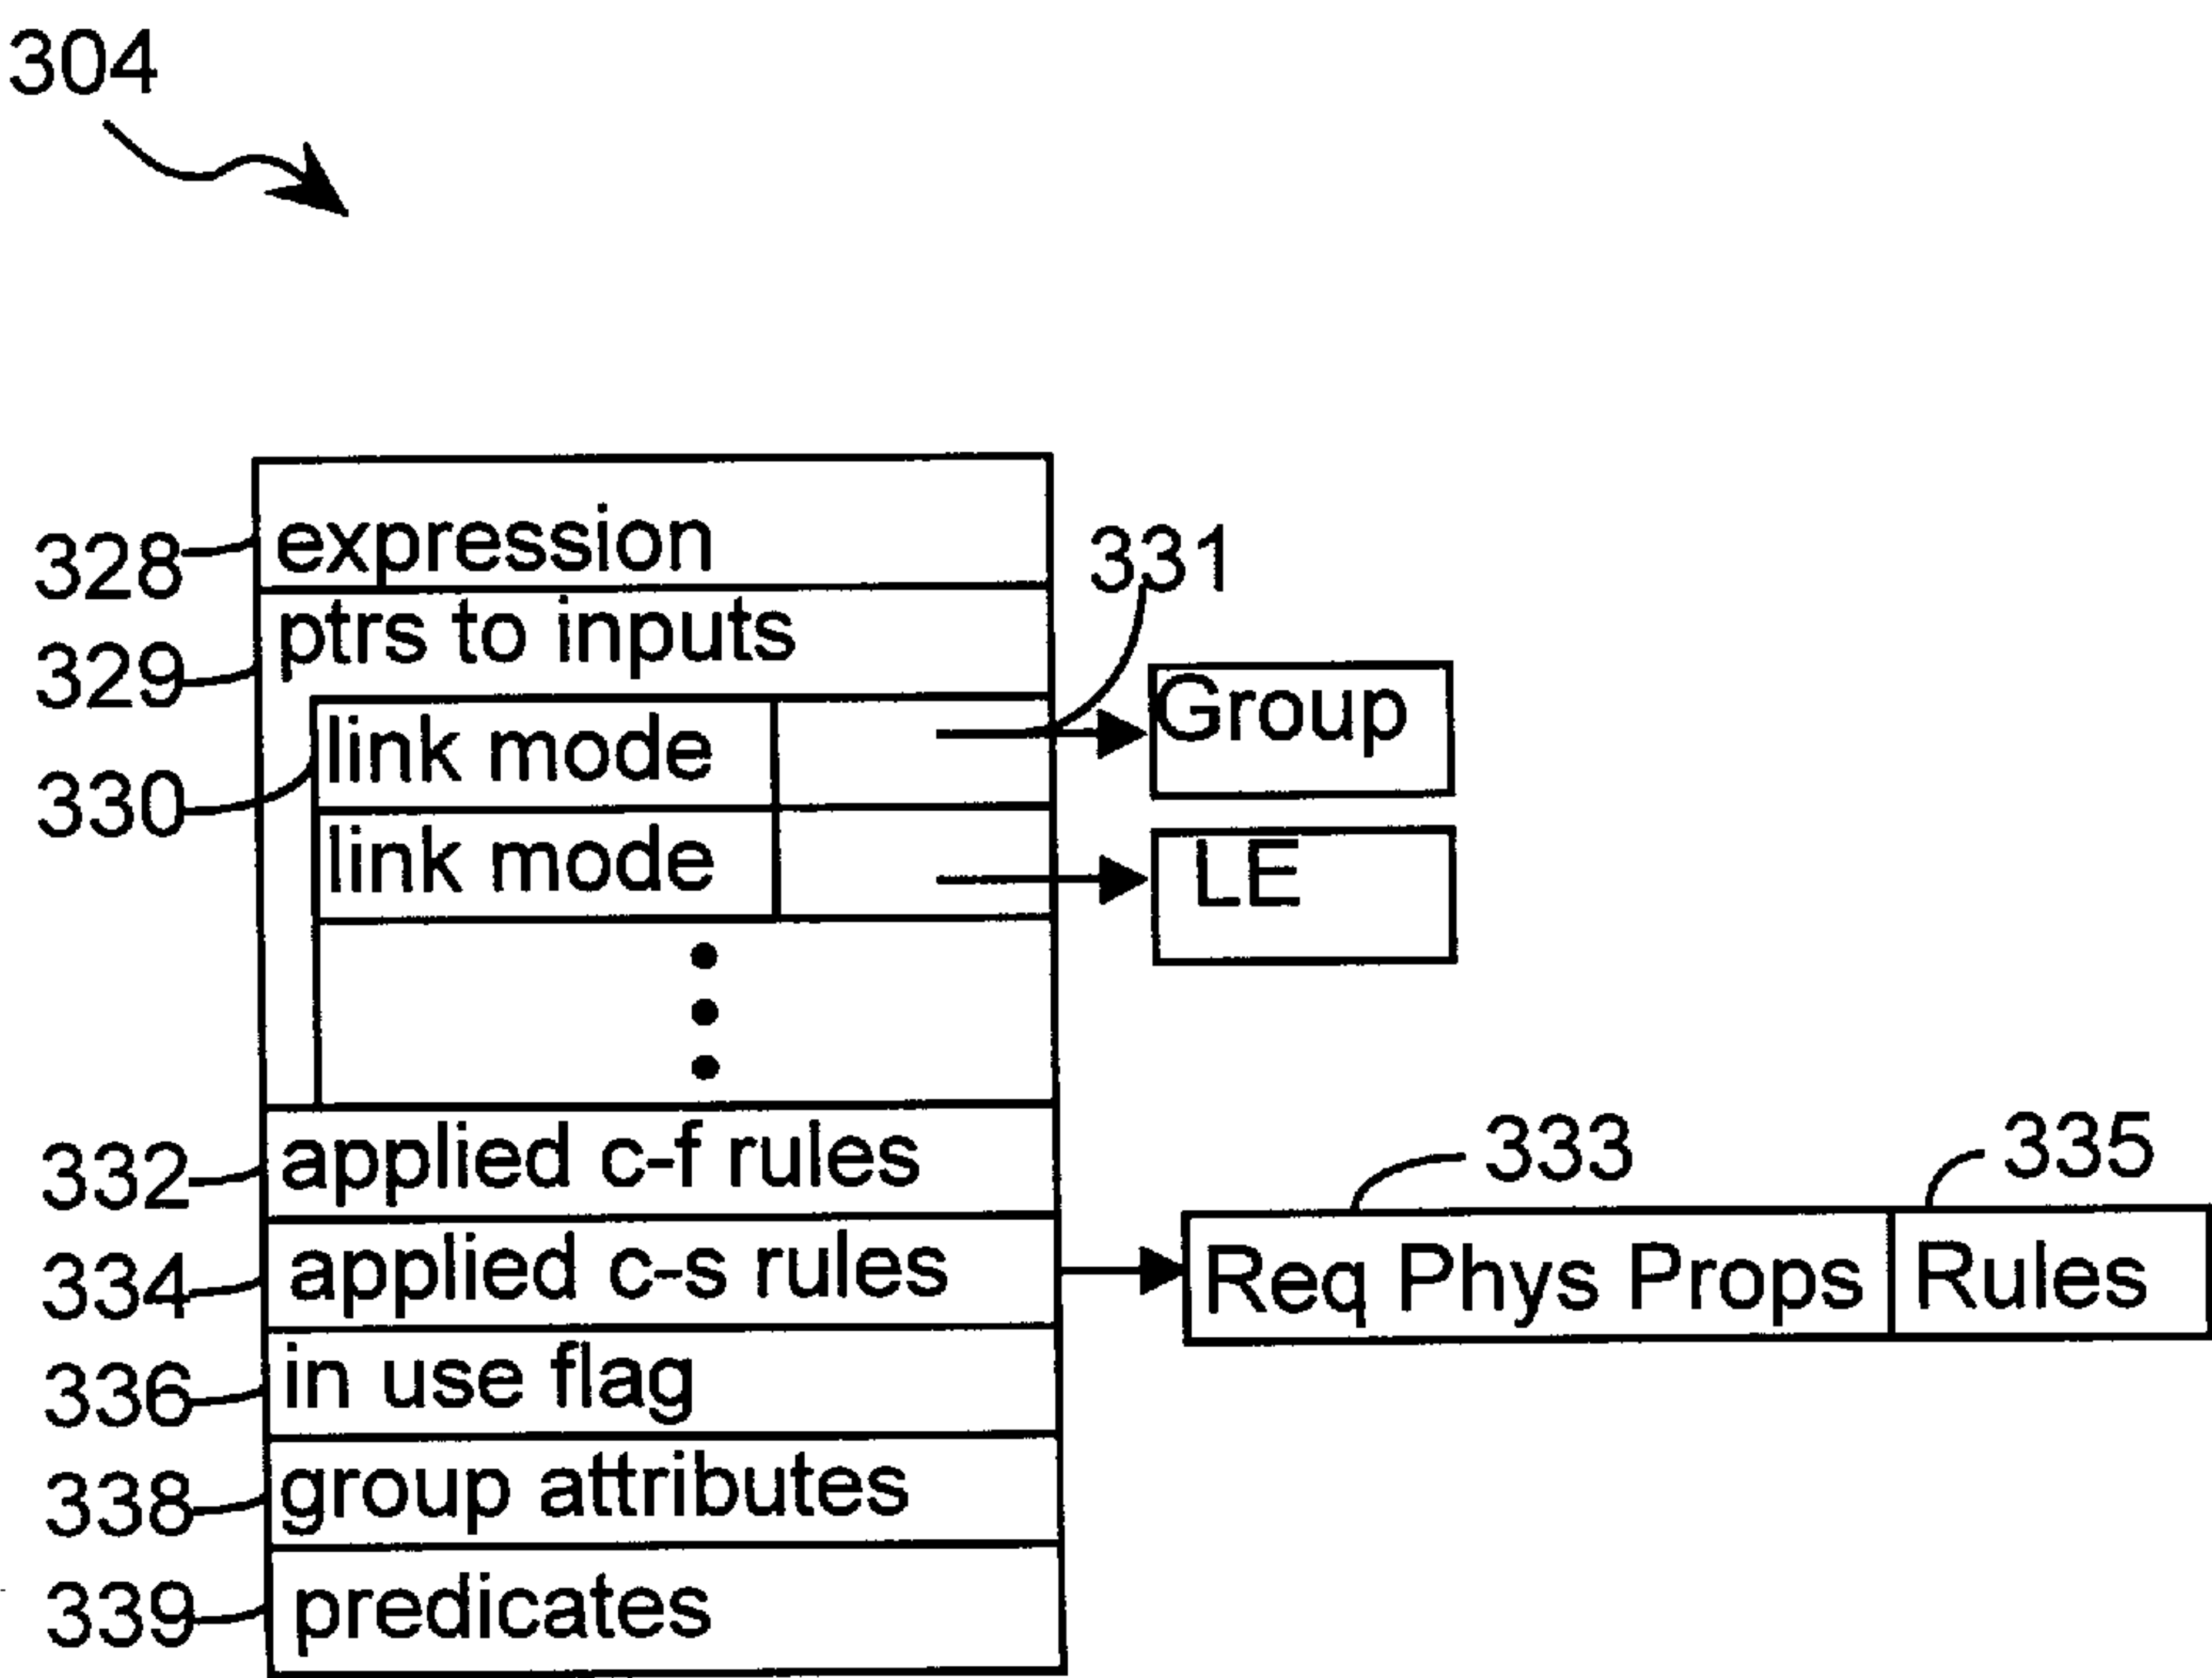 304
328 expression
331
329 ptrs to inputs
330 link mode
Group
link mode
LE
332 applied c-f rules
333
335
334 applied c-s rules
Req Phys Props
Rules
336 in use flag
338 group attributes
339 predicates